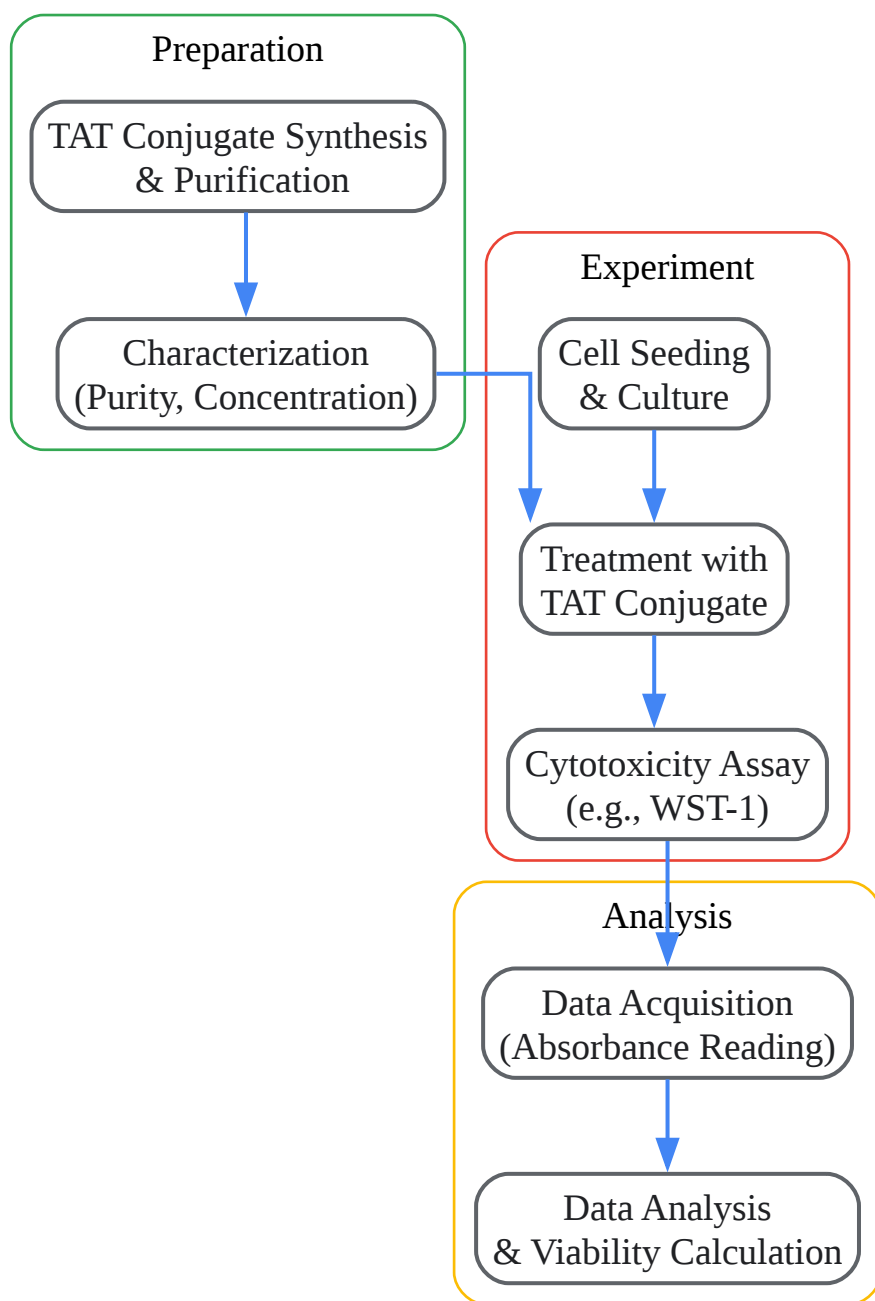 Preparation
TAT Conjugate Synthesis
& Purification
Characterization
(Purity, Concentration)
Experiment
Cell Seeding
& Culture
Treatment with
TAT Conjugate
Cytotoxicity Assay
(e.g., WST-1)
Analysis
Data Acquisition
(Absorbance Reading)
Data Analysis
& Viability Calculation